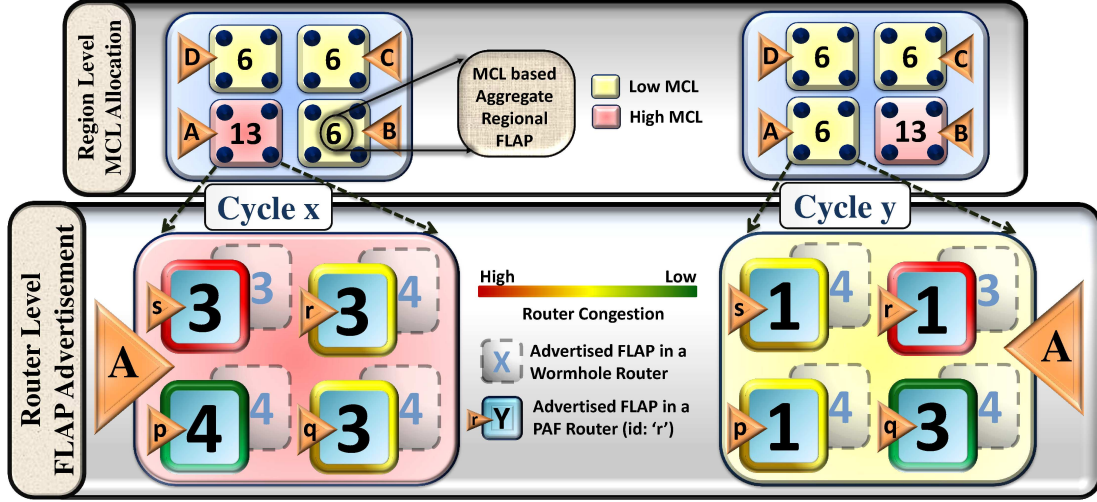 Region Level
MCL Allocation
D
6
6
C
A
13
6
B
MCL based
Aggregate
Regional
FLAP
Low MCL
High MCL
D
6
6
C
A
6
13
B
Cycle x
Cycle y
Router Level
FLAP Advertisement
A
s
3
3
r
3
4
p
4
4
q
3
4
High
Low
Router Congestion
X
Advertised FLAP in a
Wormhole Router
r
Y
Advertised FLAP in a
PAF Router (id: ‘r’)
s
1
4
r
1
3
p
1
4
q
3
4
A